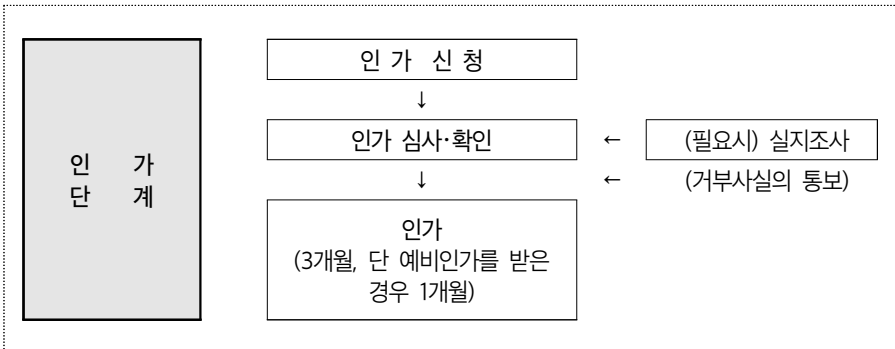 인 가
단 계
인 가 신 청
↓
인가 심사·확인 ← (필요시) 실지조사
↓ ← (거부사실의 통보)
인가
(3개월, 단 예비인가를 받은
경우 1개월)